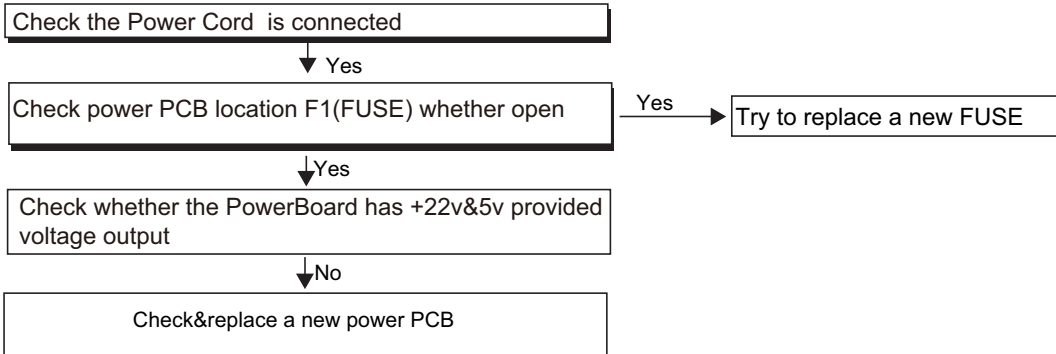 Check the Power Cord is connected
Yes
Check power PCB location F1(FUSE) whether open
Yes
Try to replace a new FUSE
Yes
Check whether the PowerBoard has +22v&5v provided
voltage output
No
Check&replace a new power PCB